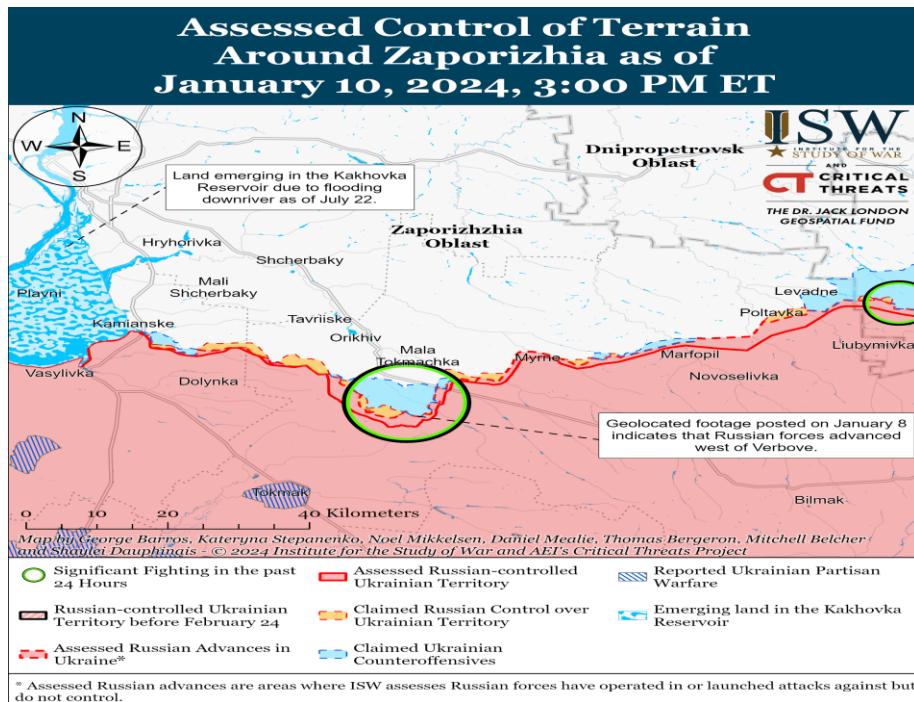 Assessed Control of Terrain
Around Zaporizhia as of
January 10, 2024, 3:00 PM ET
N
W E
S
ISW
INSTITUTE FOR THE
STUDY OF WAR
AND
CT CRITICAL
THREATS
THE DR. JACK LONDON
GEOSPATIAL FUND
Dnipropetrovsk
Oblast
Land emerging in the Kakhovka
Reservoir due to flooding
downriver as of July 22.
Zaporizhzhia
Oblast
Hryhorivka
Shcherbaky
Mali
Shcherbaky
Plavni
Levadne
Tavriiske
Poltavka
Kamianske
Orikhiv
Mala
Tokmachka
Myrne
Marfopil
Liubymivka
Vasylivka
Dolynka
Novoselivka
Geolocated footage posted on January 8
indicates that Russian forces advanced
west of Verbove.
Tokmak
Bilmak
0 10 20 40 Kilometers
Map by George Barros, Kateryna Stepanenko, Noel Mikkelsen, Daniel Mealie, Thomas Bergeron, Mitchell Belcher
and Shaylei Dauphinais - © 2024 Institute for the Study of War and AEI's Critical Threats Project
Significant Fighting in the past
24 Hours
Russian-controlled Ukrainian
Territory before February 24
Assessed Russian Advances in
Ukraine*
Assessed Russian-controlled
Ukrainian Territory
Claimed Russian Control over
Ukrainian Territory
Claimed Ukrainian
Counteroffensives
Reported Ukrainian Partisan
Warfare
Emerging land in the Kakhovka
Reservoir
* Assessed Russian advances are areas where ISW assesses Russian forces have operated in or launched attacks against but
do not control.